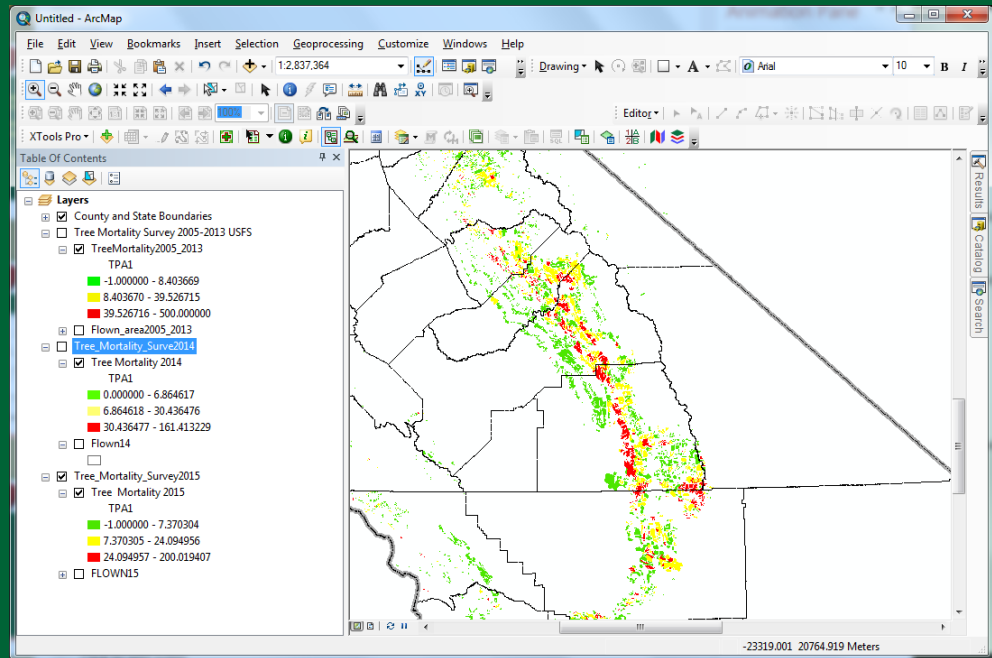 Untitled - ArcMap
File Edit View Bookmarks Insert Selection Geoprocessing Customize Windows Help
1:2,837,364
Drawing
A
Arial
10
B I
100%
Editor
XTools Pro
SQL
Table Of Contents
Layers
County and State Boundaries
Tree Mortality Survey 2005-2013 USFS
TreeMortality2005_2013
TPA1
-1.000000 - 8.403669
8.403670 - 39.526715
39.526716 - 500.000000
Flown_area2005_2013
Tree_Mortality_Surve2014
Tree Mortality 2014
TPA1
0.000000 - 6.864617
6.864618 - 30.436476
30.436477 - 161.413229
Flown14
Tree_Mortality_Survey2015
Tree Mortality 2015
TPA1
-1.000000 - 7.370304
7.370305 - 24.094956
24.094957 - 200.019407
FLOWN15
Results
Catalog
Search
-23319.001 20764.919 Meters